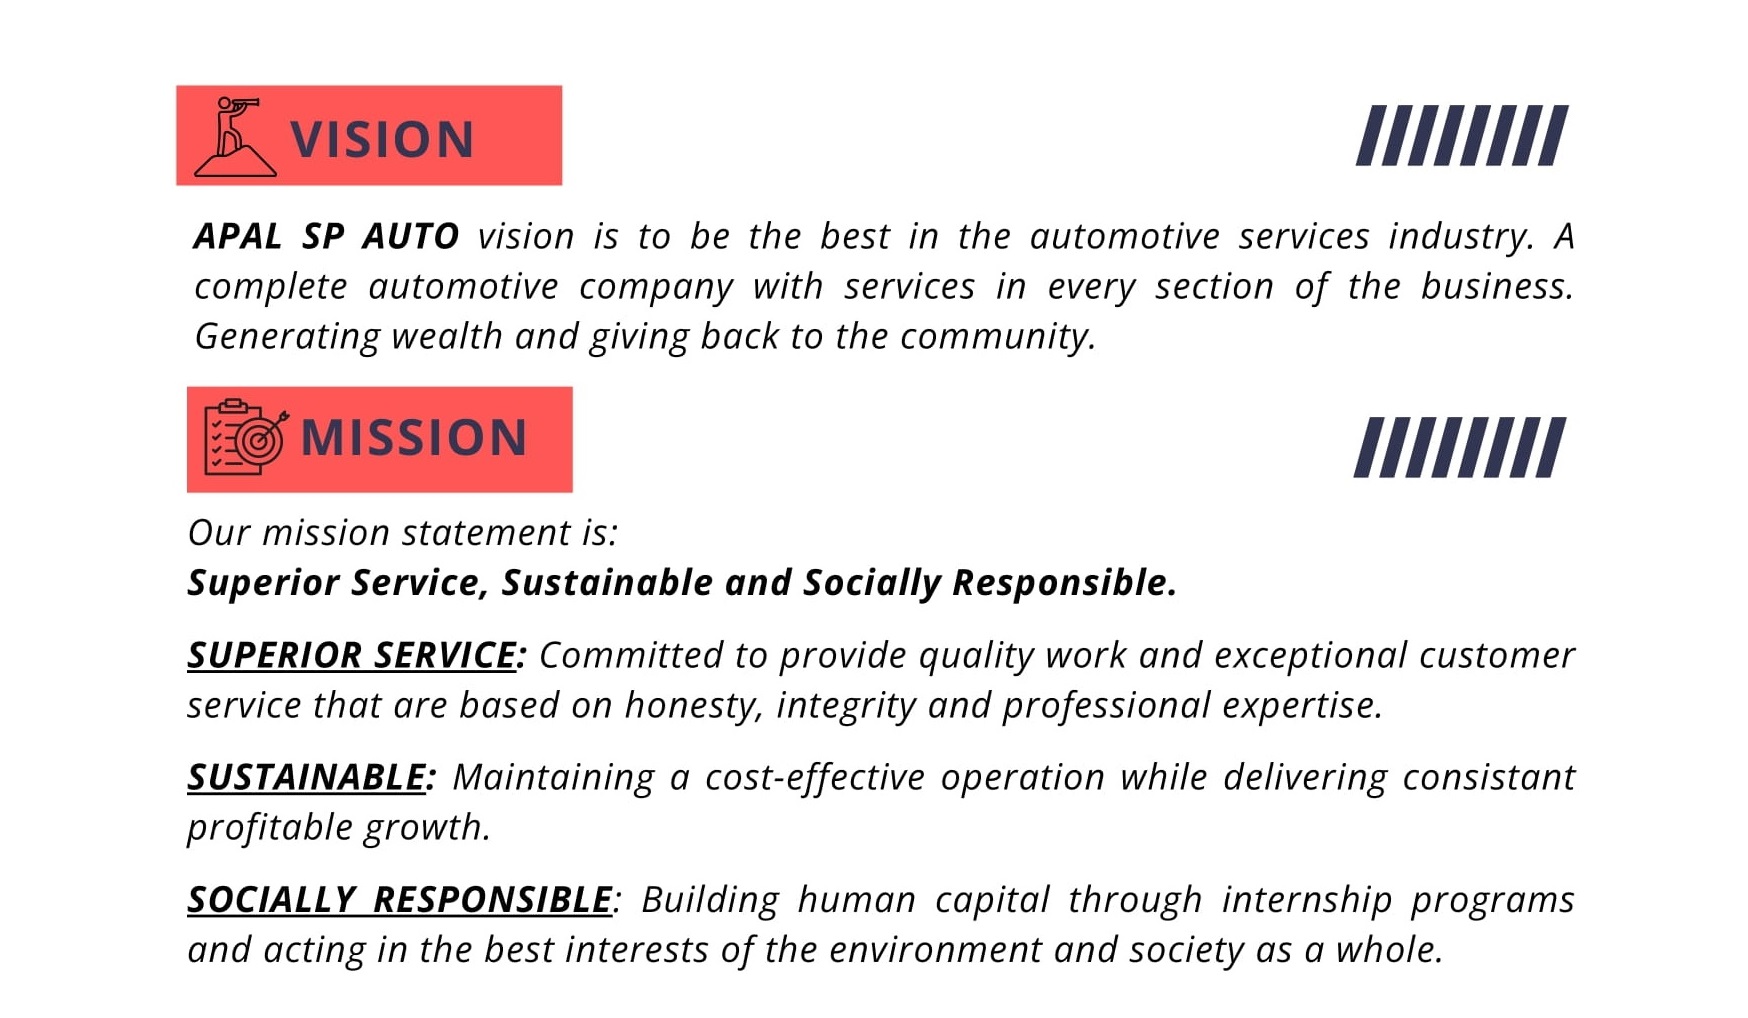 VISION
APAL SP AUTO vision is to be the best in the automotive services industry. A
complete automotive company with services in every section of the business.
Generating wealth and giving back to the community.
MISSION
Our mission statement is:
Superior Service, Sustainable and Socially Responsible.
SUPERIOR SERVICE: Committed to provide quality work and exceptional customer
service that are based on honesty, integrity and professional expertise.
SUSTAINABLE: Maintaining a cost-effective operation while delivering consistant
profitable growth.
SOCIALLY RESPONSIBLE: Building human capital through internship programs
and acting in the best interests of the environment and society as a whole.